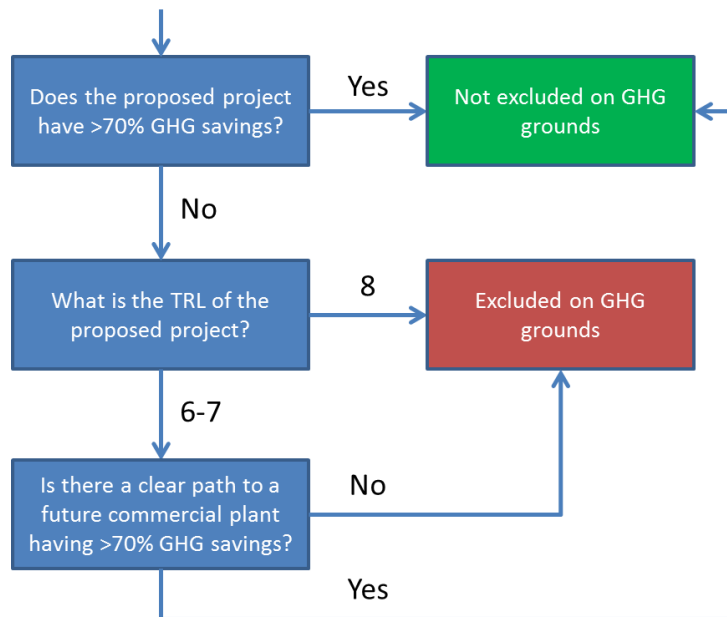 Does the proposed project
have >70% GHG savings?
Yes
Not excluded on GHG
grounds
No
What is the TRL of the
proposed project?
8
Excluded on GHG
grounds
6-7
Is there a clear path to a
future commercial plant
having >70% GHG savings?
No
Yes